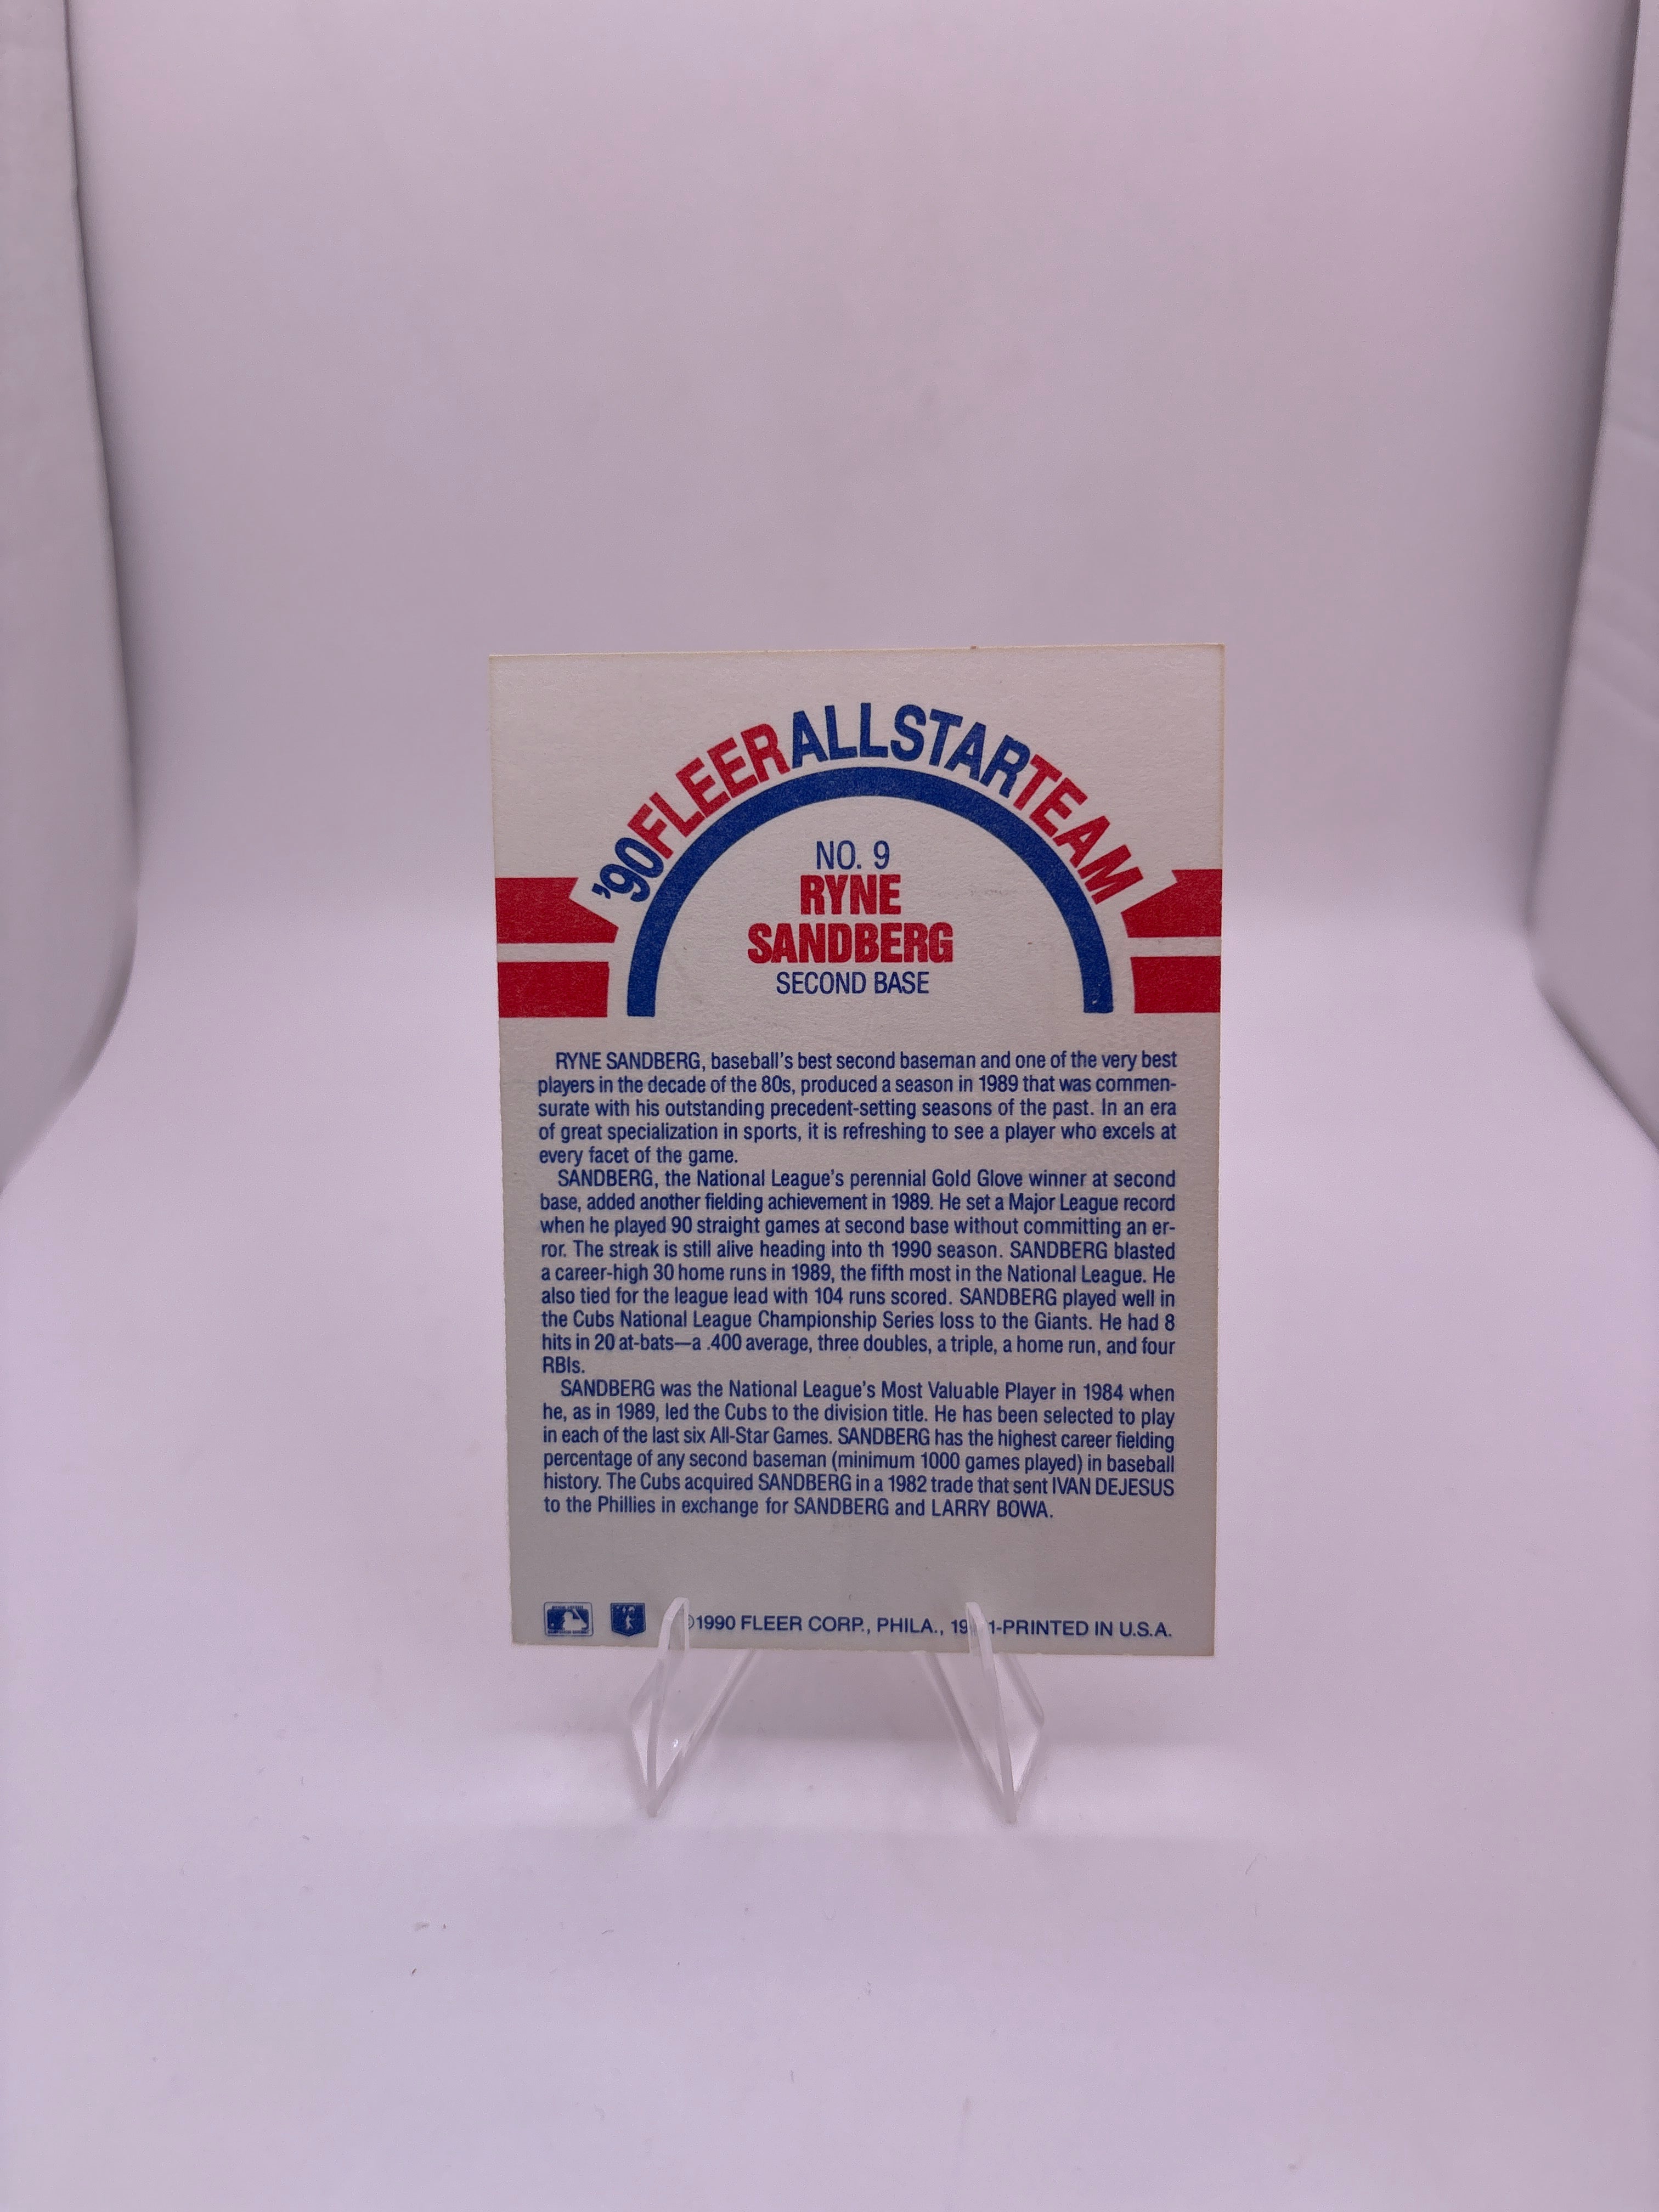 '90 FLEER ALL STAR TEAM
NO. 9
RYNE
SANDBERG
SECOND BASE
RYNE SANDBERG, baseball's best second baseman and one of the very best
players in the decade of the 80s, produced a season in 1989 that was commen-
surate with his outstanding precedent-setting seasons of the past. In an era
of great specialization in sports, it is refreshing to see a player who excels at
every facet of the game.
SANDBERG, the National League's perennial Gold Glove winner at second
base, added another fielding achievement in 1989. He set a Major League record
when he played 90 straight games at second base without committing an er-
ror. The streak is still alive heading into th 1990 season. SANDBERG blasted
a career-high 30 home runs in 1989, the fifth most in the National League. He
also tied for the league lead with 104 runs scored. SANDBERG played well in
the Cubs National League Championship Series loss to the Giants. He had 8
hits in 20 at-bats—a .400 average, three doubles, a triple, a home run, and four
RBIs.
SANDBERG was the National League's Most Valuable Player in 1984 when
he, as in 1989, led the Cubs to the division title. He has been selected to play
in each of the last six All-Star Games. SANDBERG has the highest career fielding
percentage of any second baseman (minimum 1000 games played) in baseball
history. The Cubs acquired SANDBERG in a 1982 trade that sent IVAN DEJESUS
to the Phillies in exchange for SANDBERG and LARRY BOWA.
©1990 FLEER CORP., PHILA., PRINTED IN U.S.A.